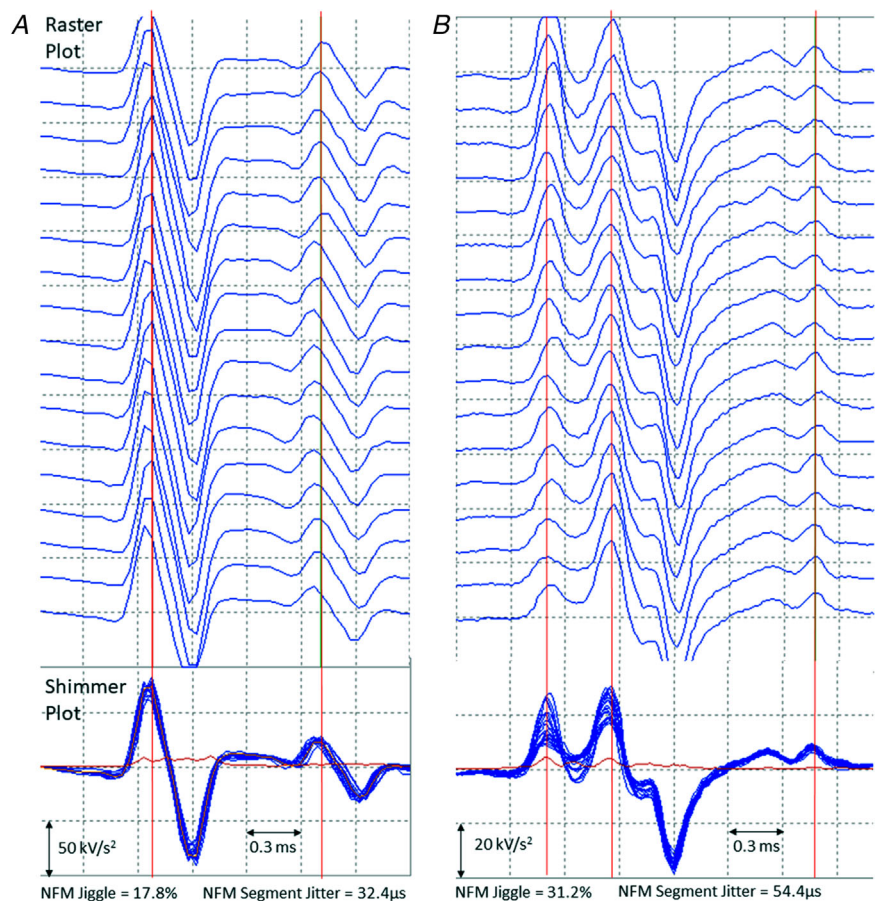 A
Raster
Plot
Shimmer
Plot
50 kV/s²
0.3 ms
NFM Jiggle = 17.8%
NFM Segment Jitter = 32.4µs
B
20 kV/s²
0.3 ms
NFM Jiggle = 31.2%
NFM Segment Jitter = 54.4µs